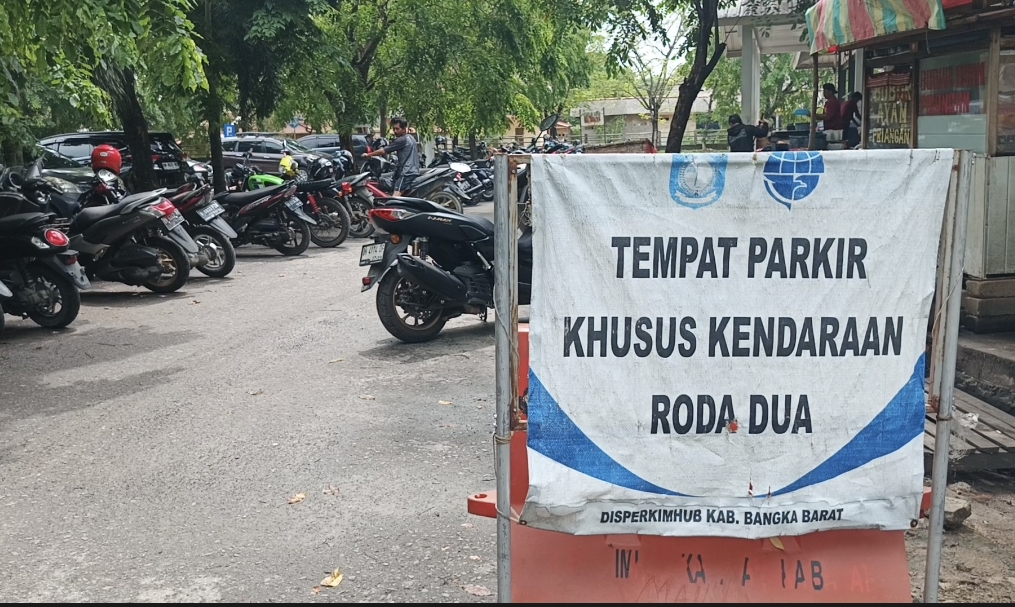 TEMPAT PARKIR
KHUSUS KENDARAAN
RODA DUA
DISPERKIMHUB KAB. BANGKA BARAT
P